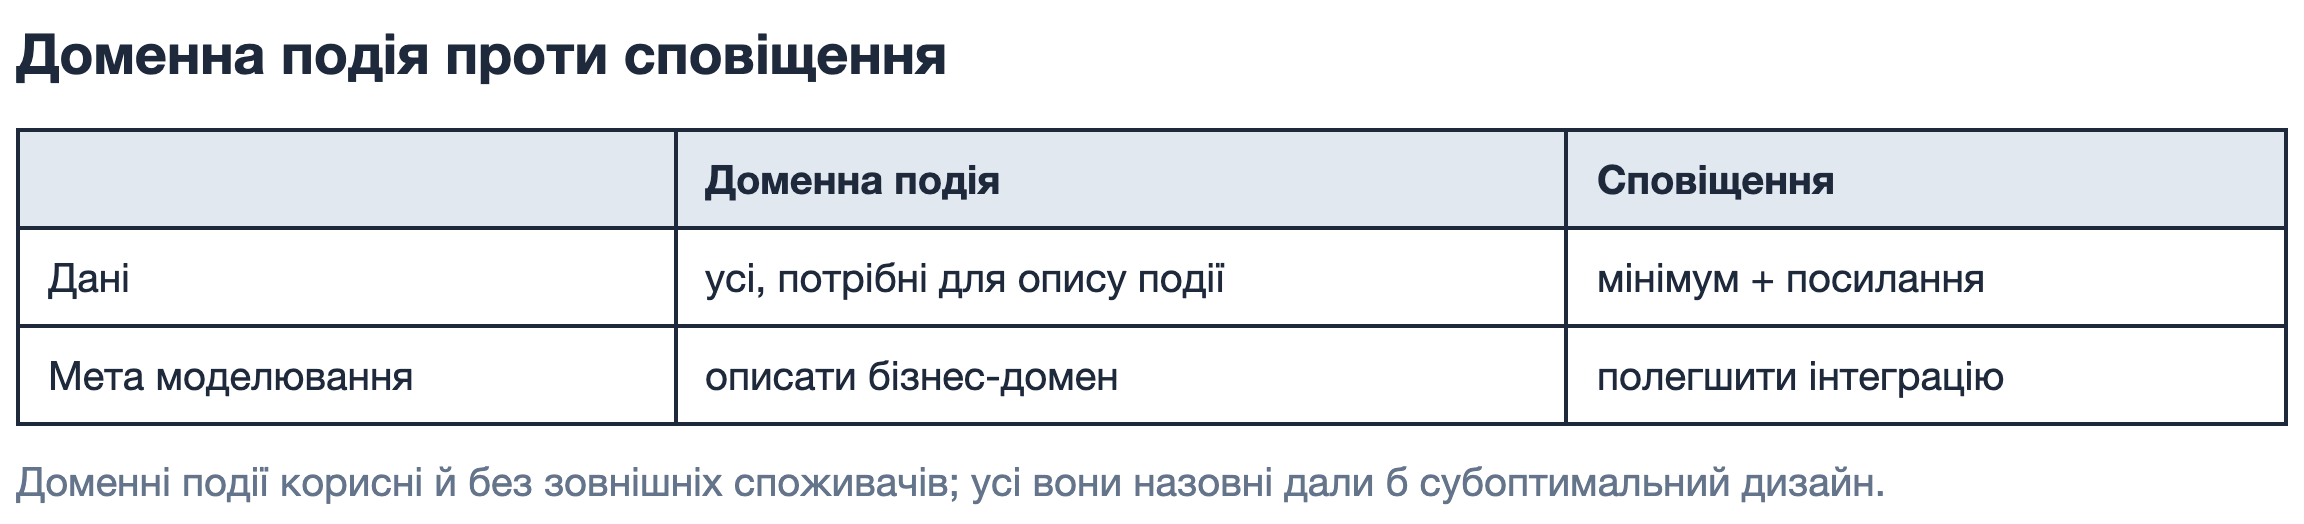 Доменна подія проти сповіщення
Доменна подія Сповіщення
Дані усі, потрібні для опису події мінімум + посилання
Мета моделювання описати бізнес-домен полегшити інтеграцію
Доменні події корисні й без зовнішніх споживачів; усі вони назовні дали б субоптимальний дизайн.